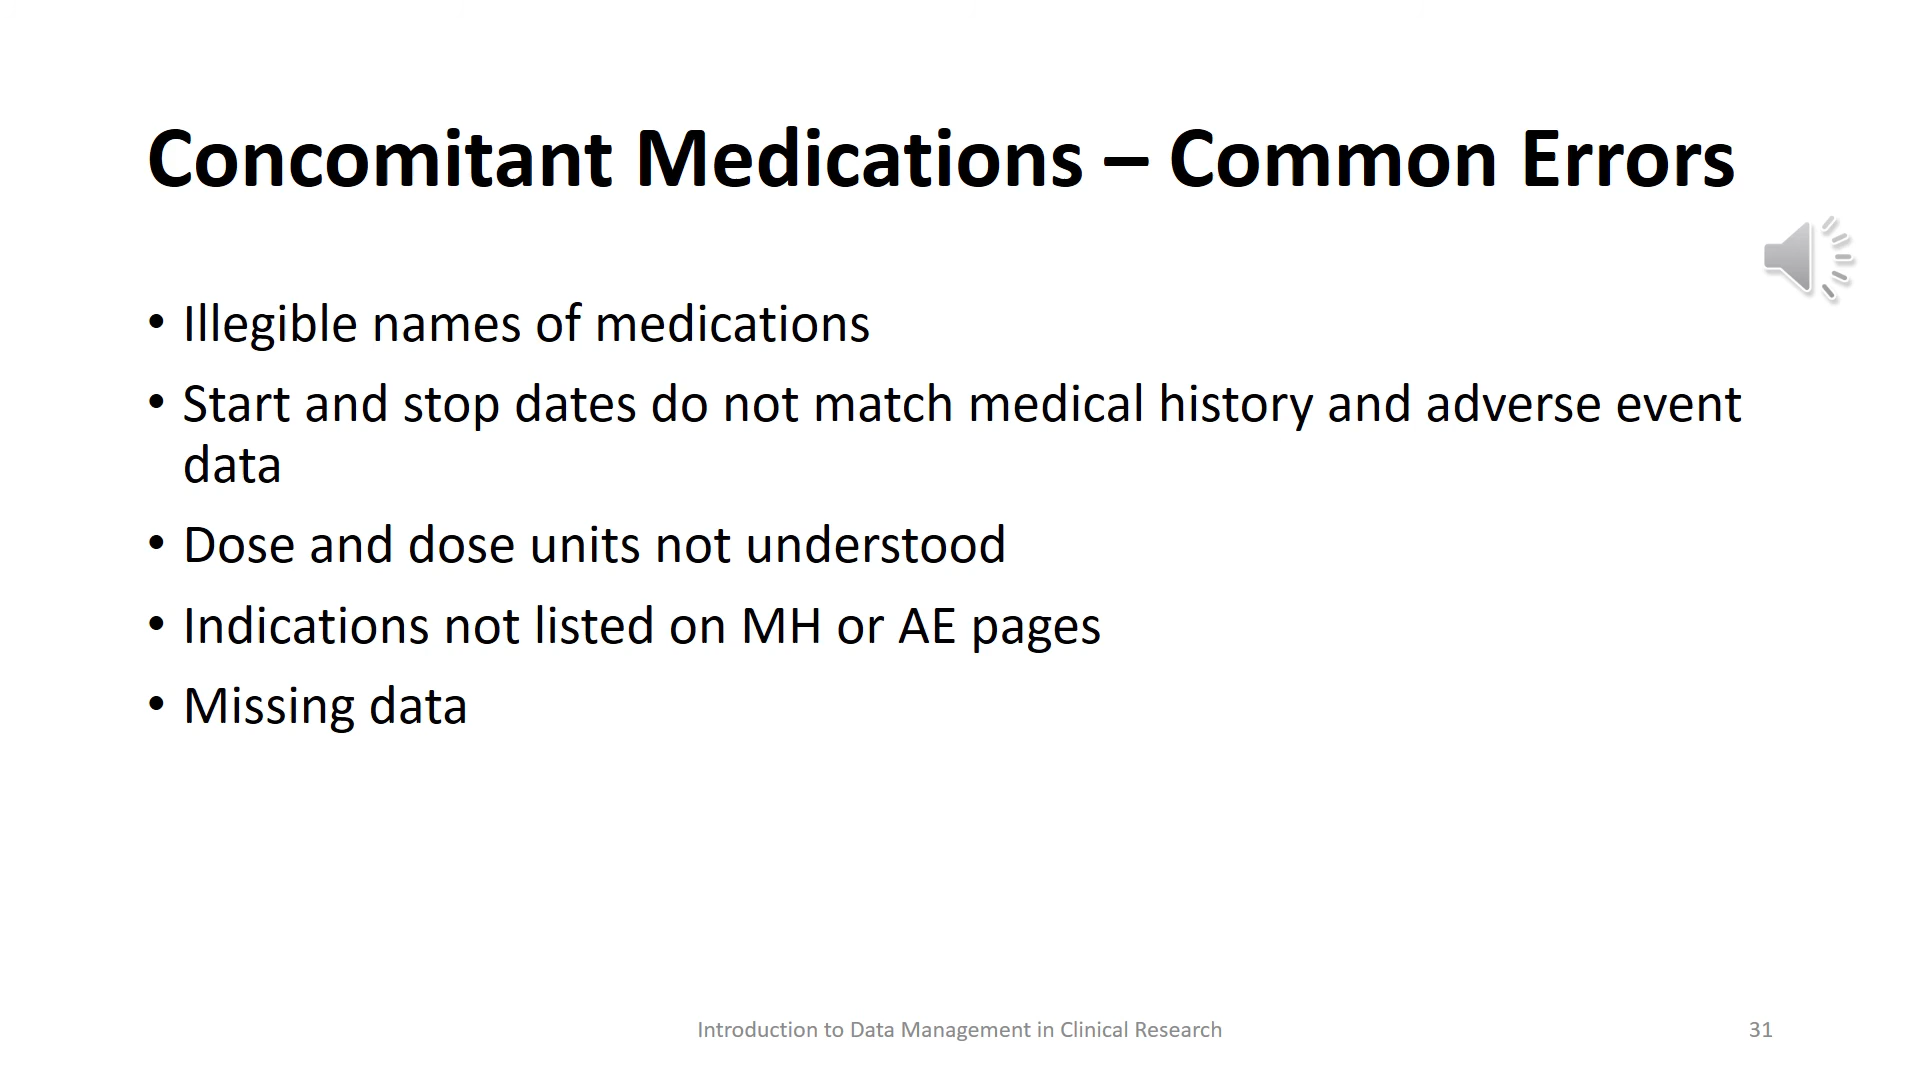 Concomitant Medications – Common Errors
• Illegible names of medications
• Start and stop dates do not match medical history and adverse event
data
• Dose and dose units not understood
• Indications not listed on MH or AE pages
• Missing data
Introduction to Data Management in Clinical Research
31